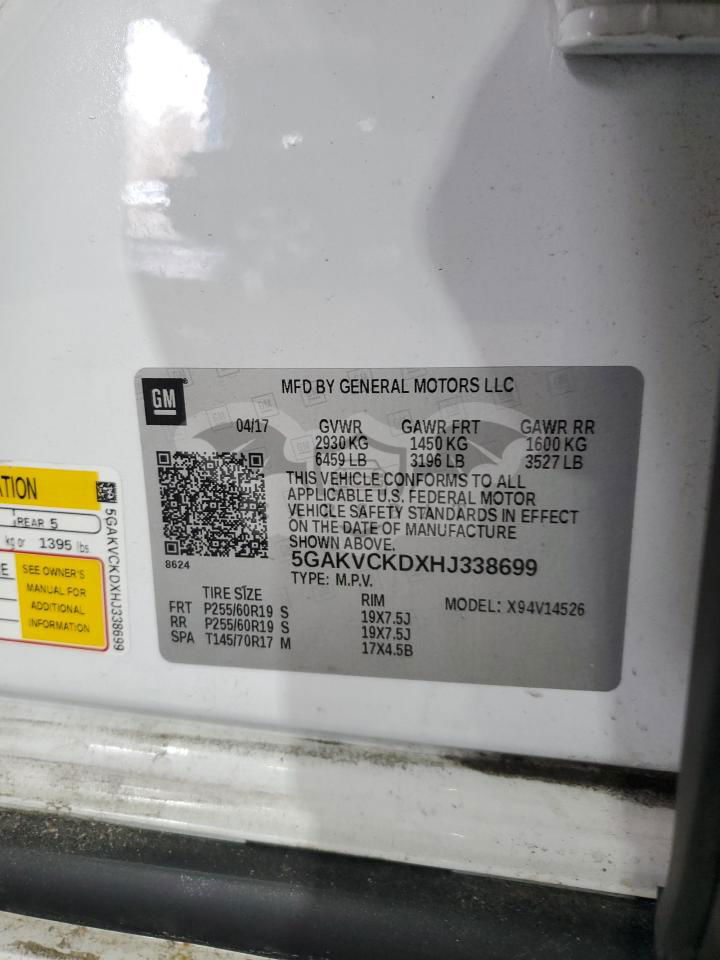 MFD BY GENERAL MOTORS LLC
GM
04/17 GVWR GAWR FRT GAWR RR
2930 KG 1450 KG 1600 KG
6459 LB 3196 LB 3527 LB
THIS VEHICLE CONFORMS TO ALL
APPLICABLE U.S. FEDERAL MOTOR
VEHICLE SAFETY STANDARDS IN EFFECT
ON THE DATE OF MANUFACTURE
SHOWN ABOVE.
8624
5GAKVCKDXHJ338699
TYPE: M.P.V.
TIRE SIZE RIM MODEL: X94V14526
FRT P255/60R19 S 19X7.5J
RR P255/60R19 S 19X7.5J
SPA T145/70R17 M 17X4.5B
REAR 5
kg or 1395 lbs
SEE OWNER'S
MANUAL FOR
ADDITIONAL
INFORMATION
5GAKVCKDXHJ338699